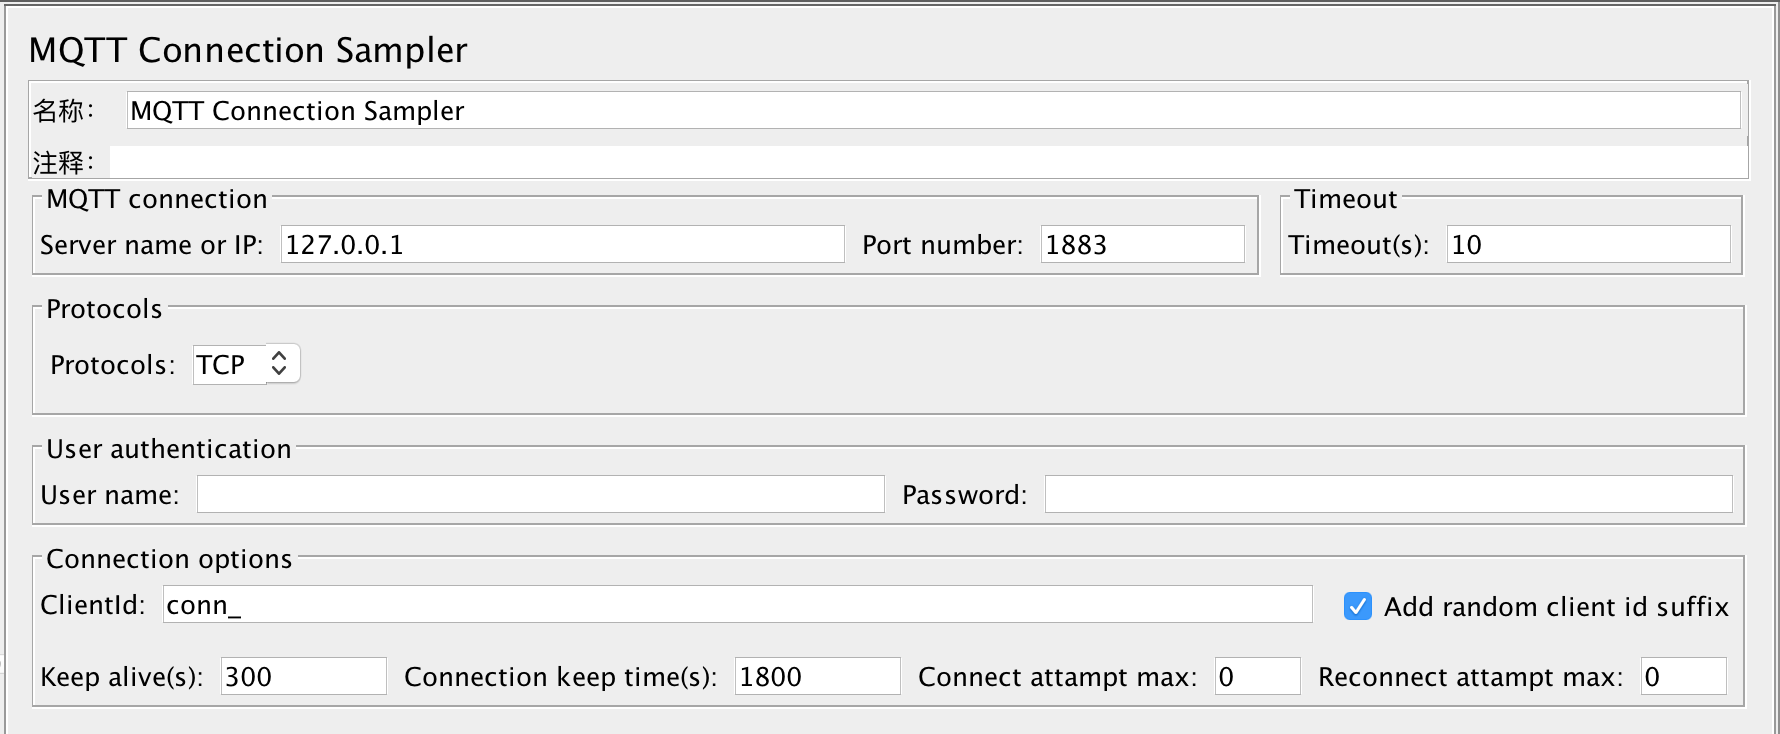 MQTT Connection Sampler
名称： MQTT Connection Sampler
注释：
MQTT connection Timeout
Server name or IP: 127.0.0.1 Port number: 1883 Timeout(s): 10
Protocols
Protocols: TCP
User authentication
User name: Password:
Connection options
ClientId: conn_ Add random client id suffix
Keep alive(s): 300 Connection keep time(s): 1800 Connect attampt max: 0 Reconnect attampt max: 0